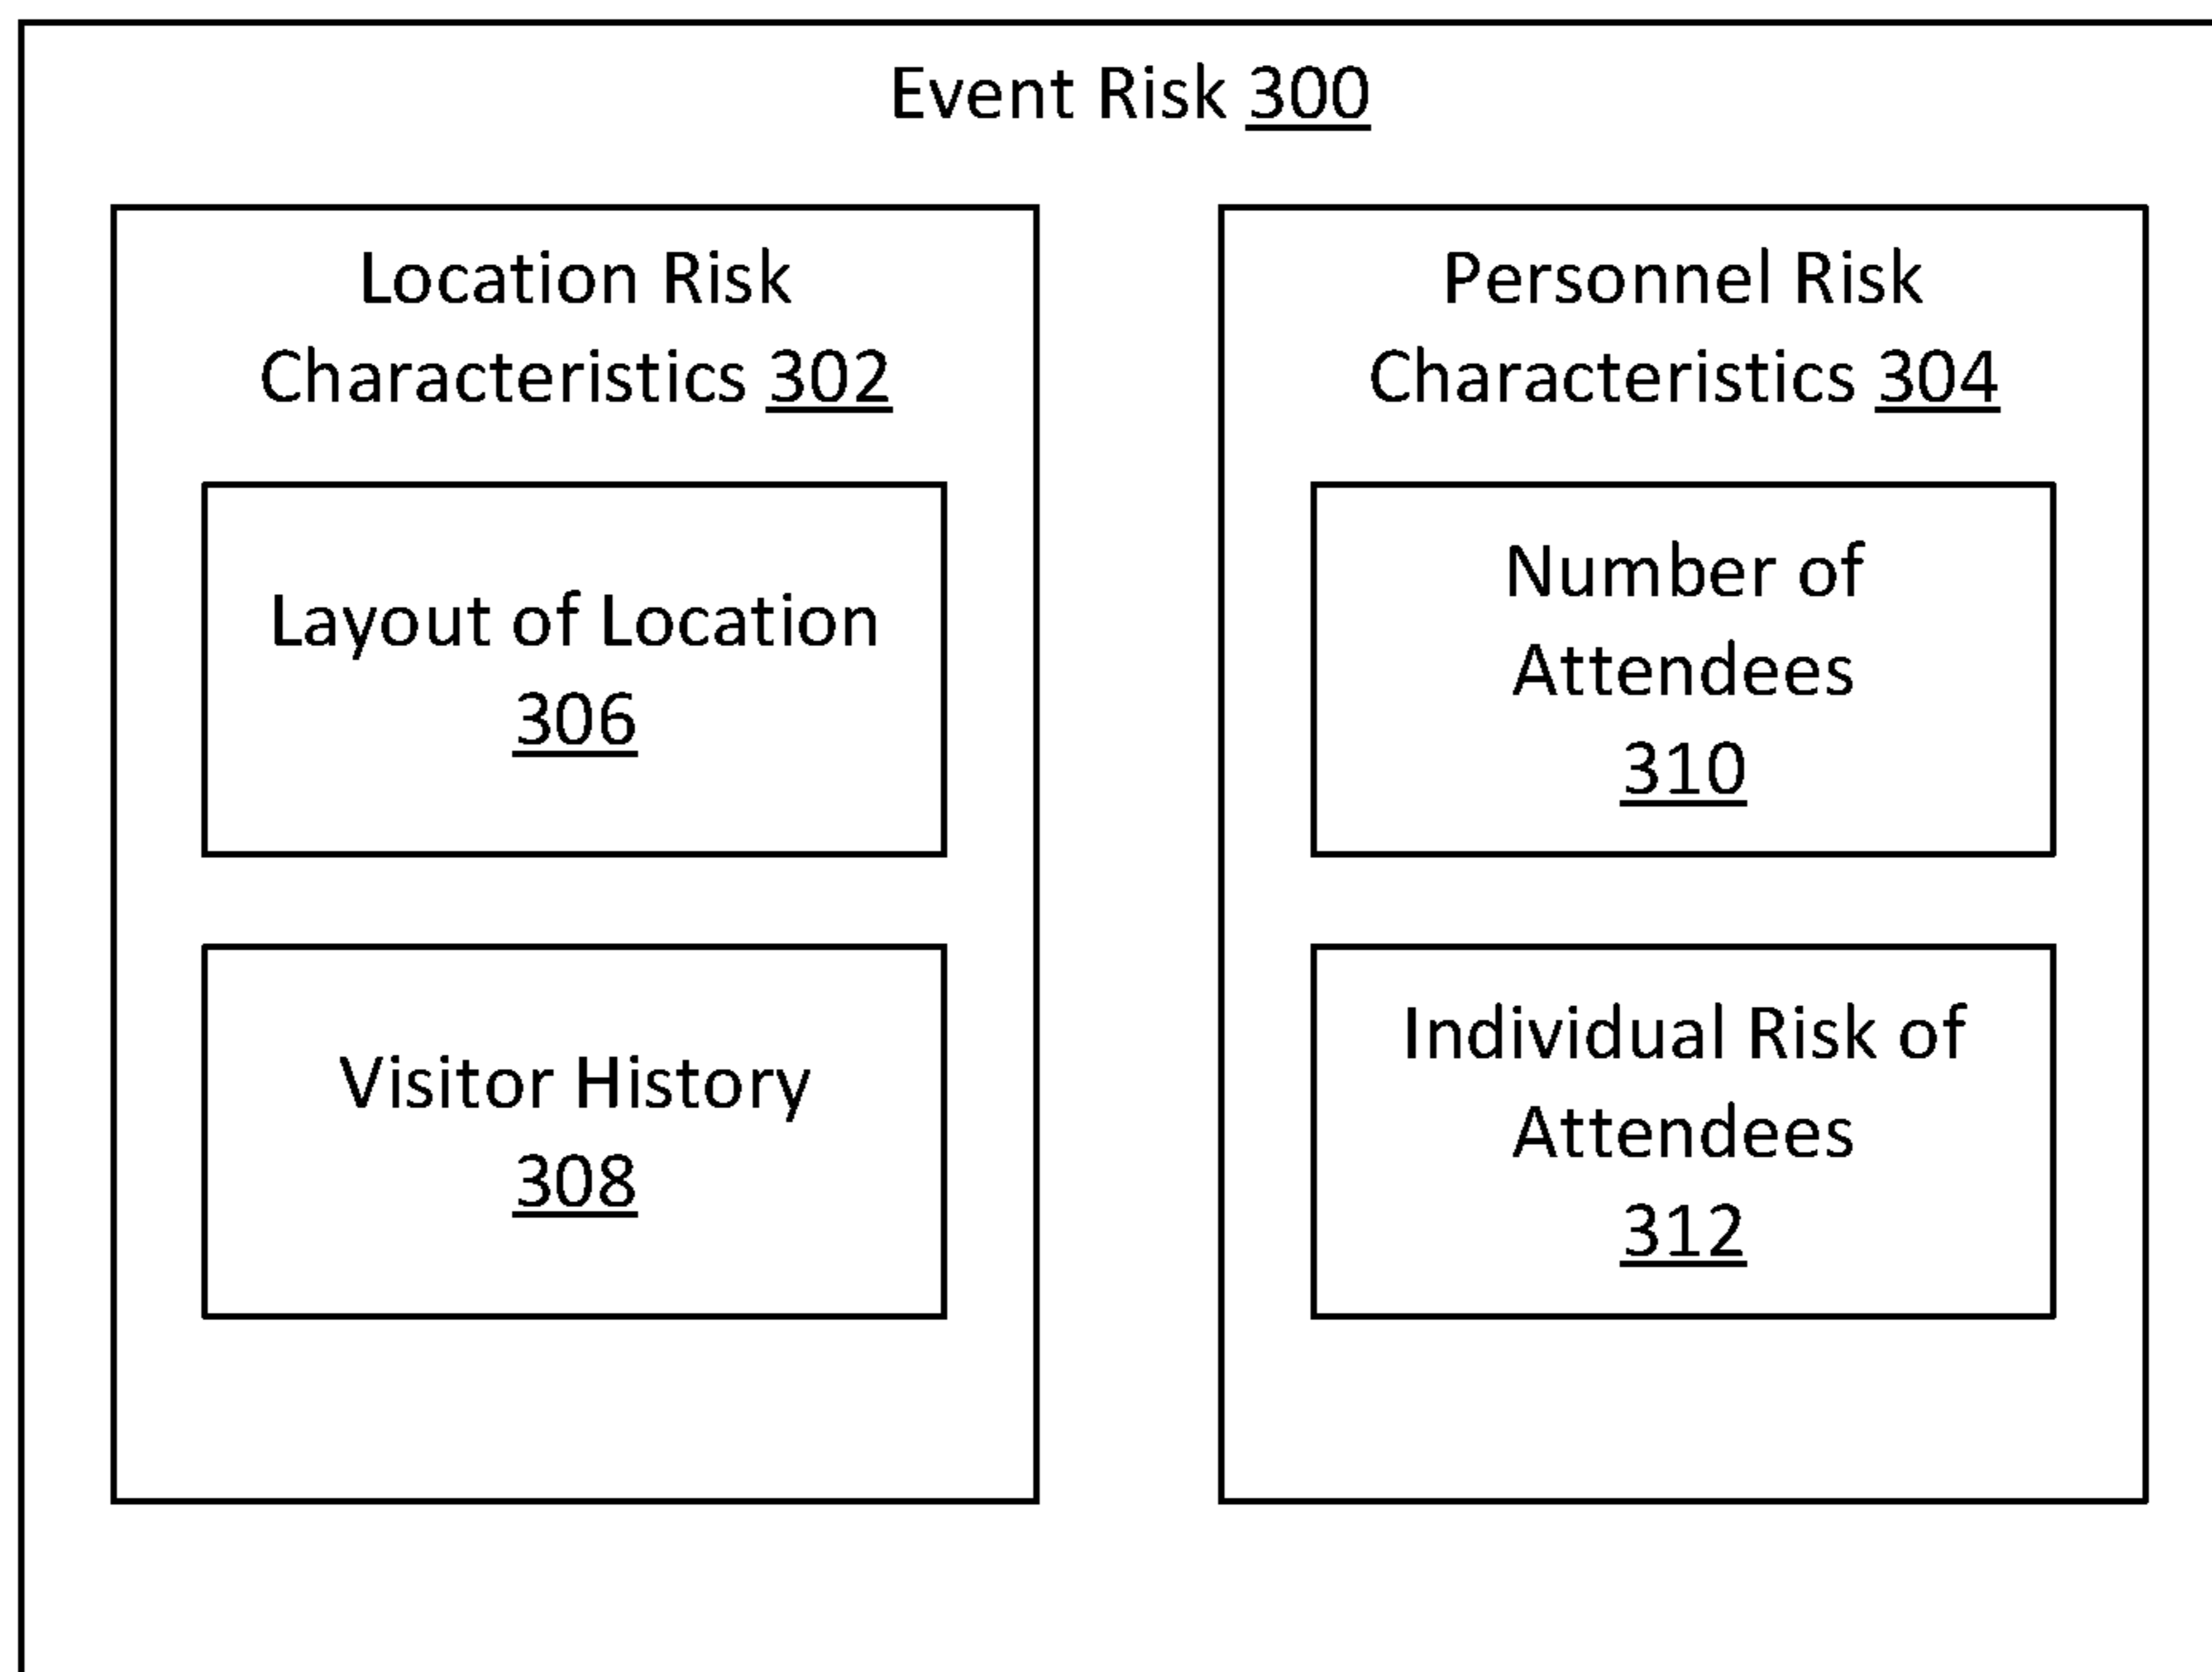 Event Risk 300
Location Risk
Characteristics 302
Layout of Location
306
Visitor History
308
Personnel Risk
Characteristics 304
Number of
Attendees
310
Individual Risk of
Attendees
312